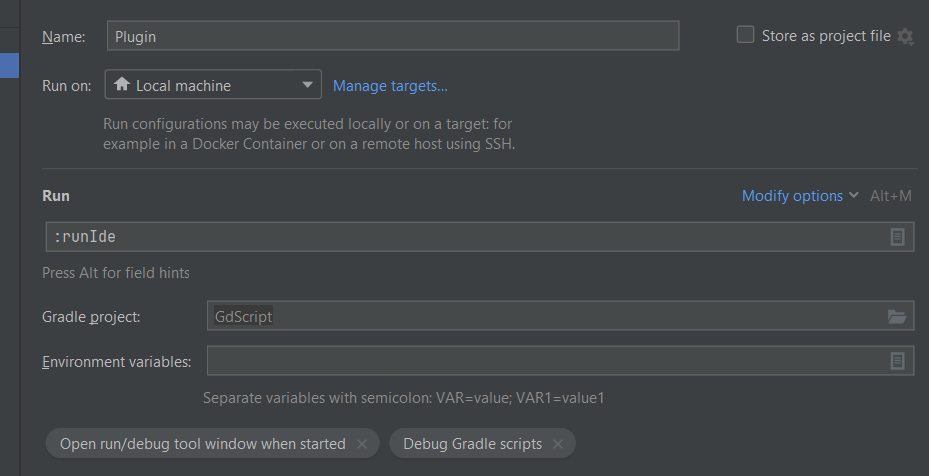 Name: Plugin Store as project file
Run on: Local machine Manage targets...
Run configurations may be executed locally or on a target: for
example in a Docker Container or on a remote host using SSH.
Run Modify options Alt+M
:runIde
Press Alt for field hints
Gradle project: GdScript
Environment variables:
Separate variables with semicolon: VAR=value; VAR1=value1
Open run/debug tool window when started × Debug Gradle scripts ×